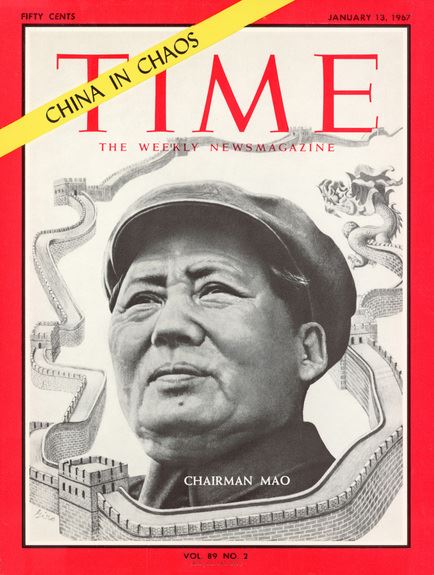 FIFTY CENTS
JANUARY 13, 1967
CHINA IN CHAOS
TIME
THE WEEKLY NEWSMAGAZINE
CHAIRMAN MAO
VOL. 89 NO. 2